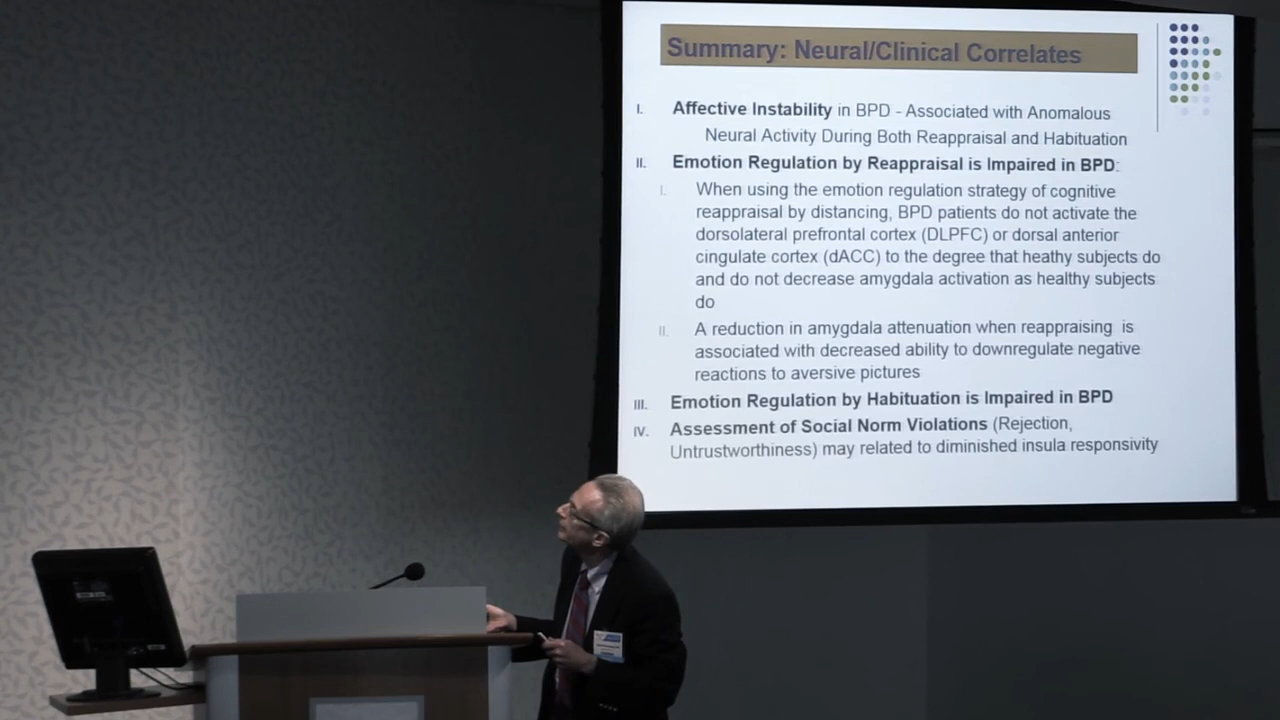 Summary: Neural/Clinical Correlates
I. Affective Instability in BPD - Associated with Anomalous
Neural Activity During Both Reappraisal and Habituation
II. Emotion Regulation by Reappraisal is Impaired in BPD:
I. When using the emotion regulation strategy of cognitive
reappraisal by distancing, BPD patients do not activate the
dorsolateral prefrontal cortex (DLPFC) or dorsal anterior
cingulate cortex (dACC) to the degree that heathy subjects do
and do not decrease amygdala activation as healthy subjects
do
II. A reduction in amygdala attenuation when reappraising is
associated with decreased ability to downregulate negative
reactions to aversive pictures
III. Emotion Regulation by Habituation is Impaired in BPD
IV. Assessment of Social Norm Violations (Rejection,
Untrustworthiness) may related to diminished insula responsivity